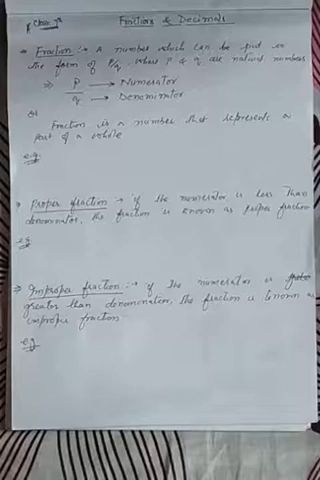 Class 7th Fractions & Decimals
⇒ Fraction :→ A number which can be put in
the form of P/q, where P & q are natural numbers
⇒ P → Numerator
q → Denominator
or
Fraction is a number that represents a
part of a whole
e.g
⇒ Proper fraction → if the numerator is less than
denominator, the fraction is known as proper fraction
e.g
⇒ Improper fraction :→ if the numerator is
greater than denominator, the fraction is known as
improper fraction.
e.g